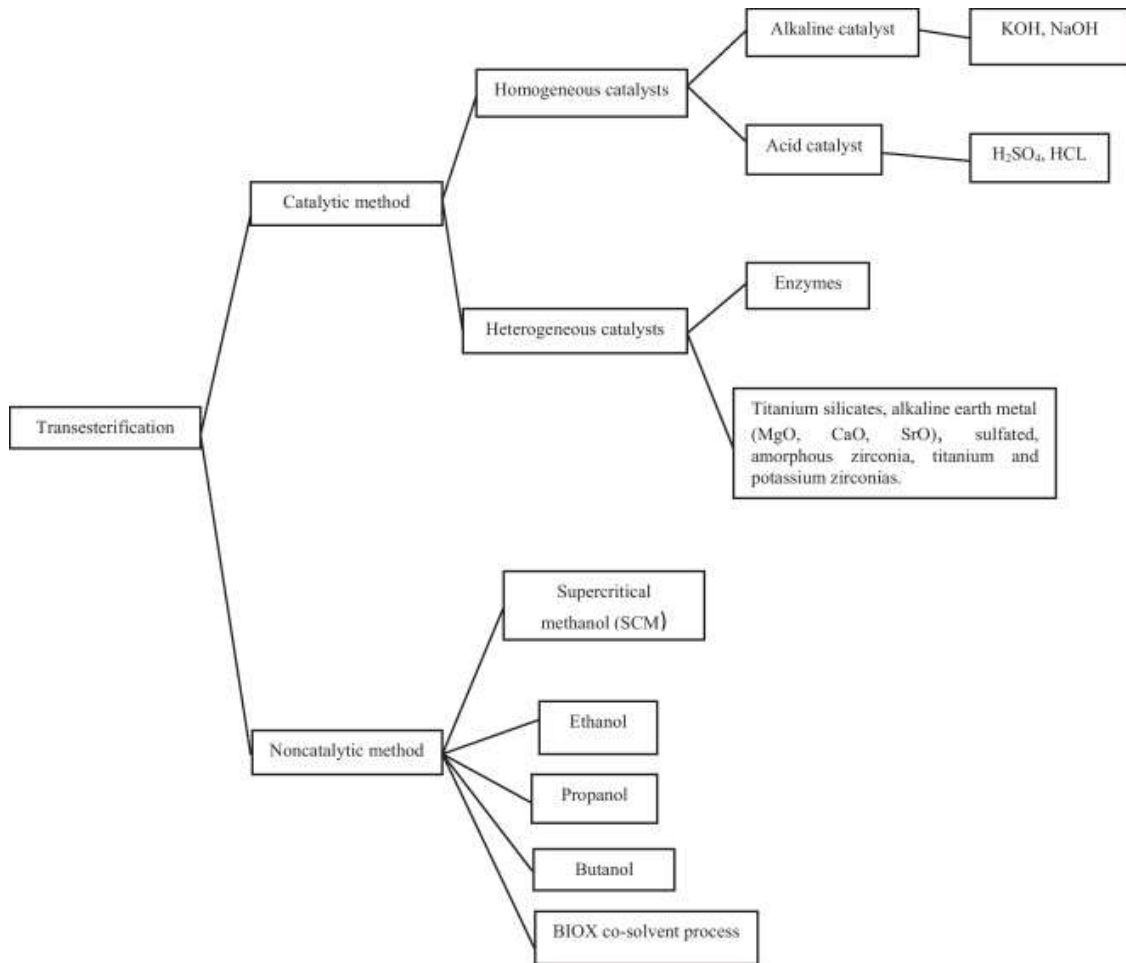 Alkaline catalyst
KOH, NaOH
Homogeneous catalysts
Acid catalyst
H₂SO₄, HCL
Catalytic method
Enzymes
Heterogeneous catalysts
Titanium silicates, alkaline earth metal
(MgO, CaO, SrO), sulfated,
amorphous zirconia, titanium and
potassium zirconias.
Transesterification
Supercritical
methanol (SCM)
Ethanol
Noncatalytic method
Propanol
Butanol
BIOX co-solvent process